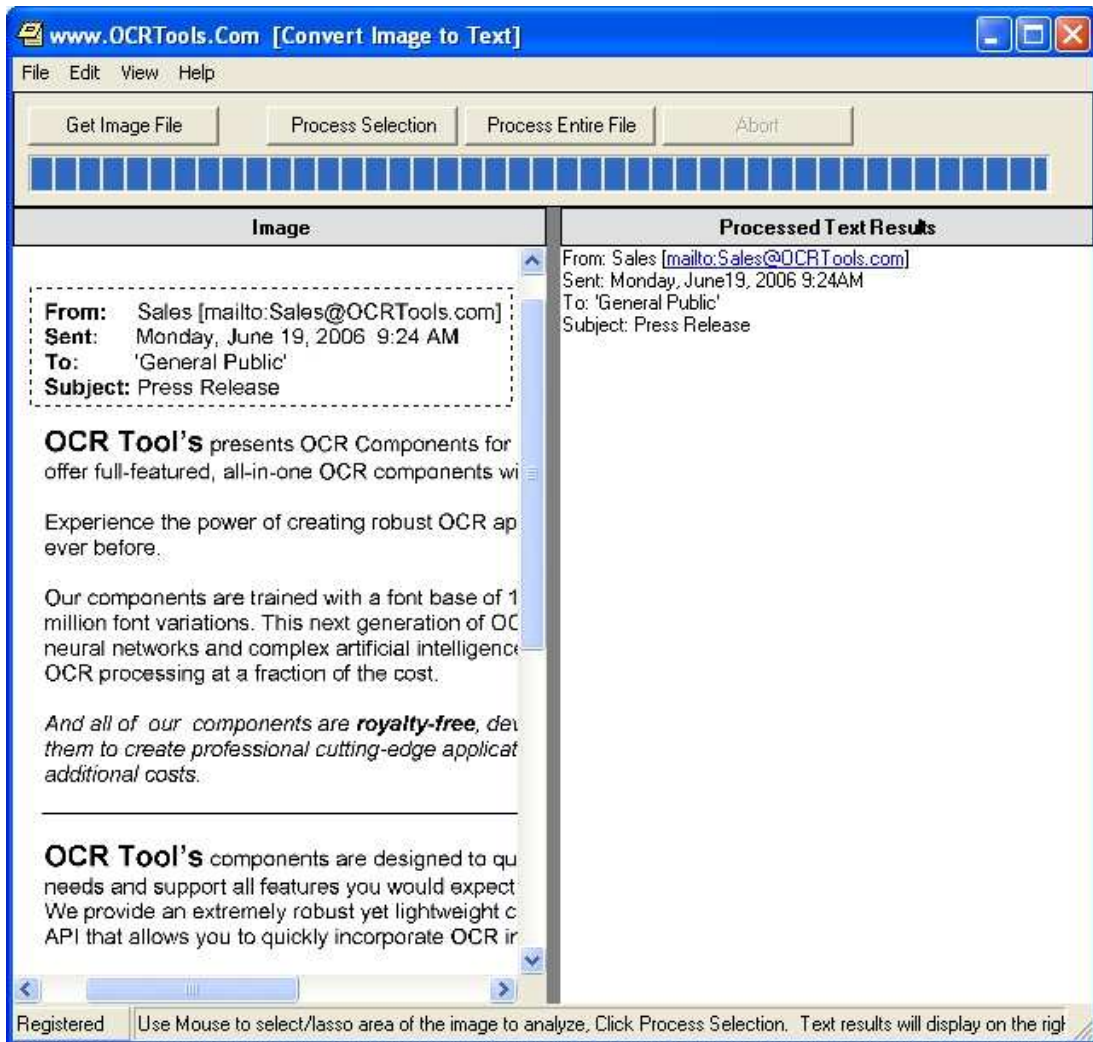 www.OCRTools.Com [Convert Image to Text]
File Edit View Help
Get Image File Process Selection Process Entire File Abort
Image
From: Sales [mailto:Sales@OCRTools.com]
Sent: Monday, June 19, 2006 9:24 AM
To: 'General Public'
Subject: Press Release
OCR Tool's presents OCR Components for
offer full-featured, all-in-one OCR components
Experience the power of creating robust OCR
ever before.
Our components are trained with a font base of
million font variations. This next generation of
neural networks and complex artificial intelligence
OCR processing at a fraction of the cost.
And all of our components are royalty-free,
them to create professional cutting-edge
additional costs.
OCR Tool's components are designed to
needs and support all features you would expect
We provide an extremely robust yet lightweight
API that allows you to quickly incorporate OCR
Processed Text Results
From: Sales [mailto:Sales@OCRTools.com]
Sent: Monday, June19, 2006 9:24AM
To: 'General Public'
Subject: Press Release
Registered Use Mouse to select/lasso area of the image to analyze, Click Process Selection. Text results will display on the